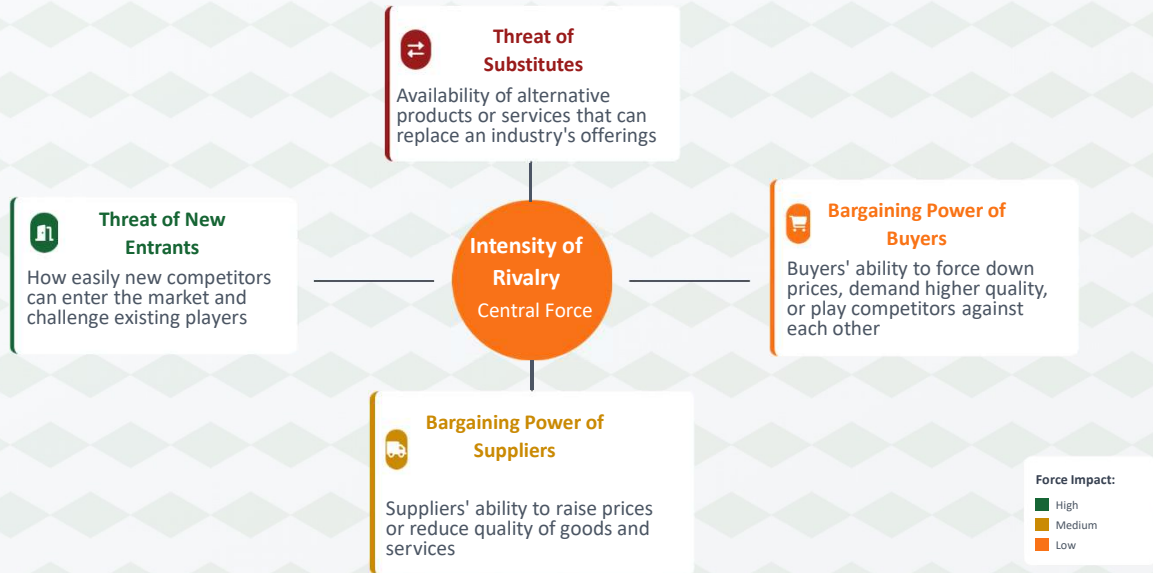 Threat of
Substitutes
Availability of alternative
products or services that can
replace an industry's offerings
Threat of New
Entrants
How easily new competitors
can enter the market and
challenge existing players
Intensity of
Rivalry
Central Force
Bargaining Power of
Buyers
Buyers' ability to force down
prices, demand higher quality,
or play competitors against
each other
Bargaining Power of
Suppliers
Suppliers' ability to raise prices
or reduce quality of goods and
services
Force Impact:
High
Medium
Low